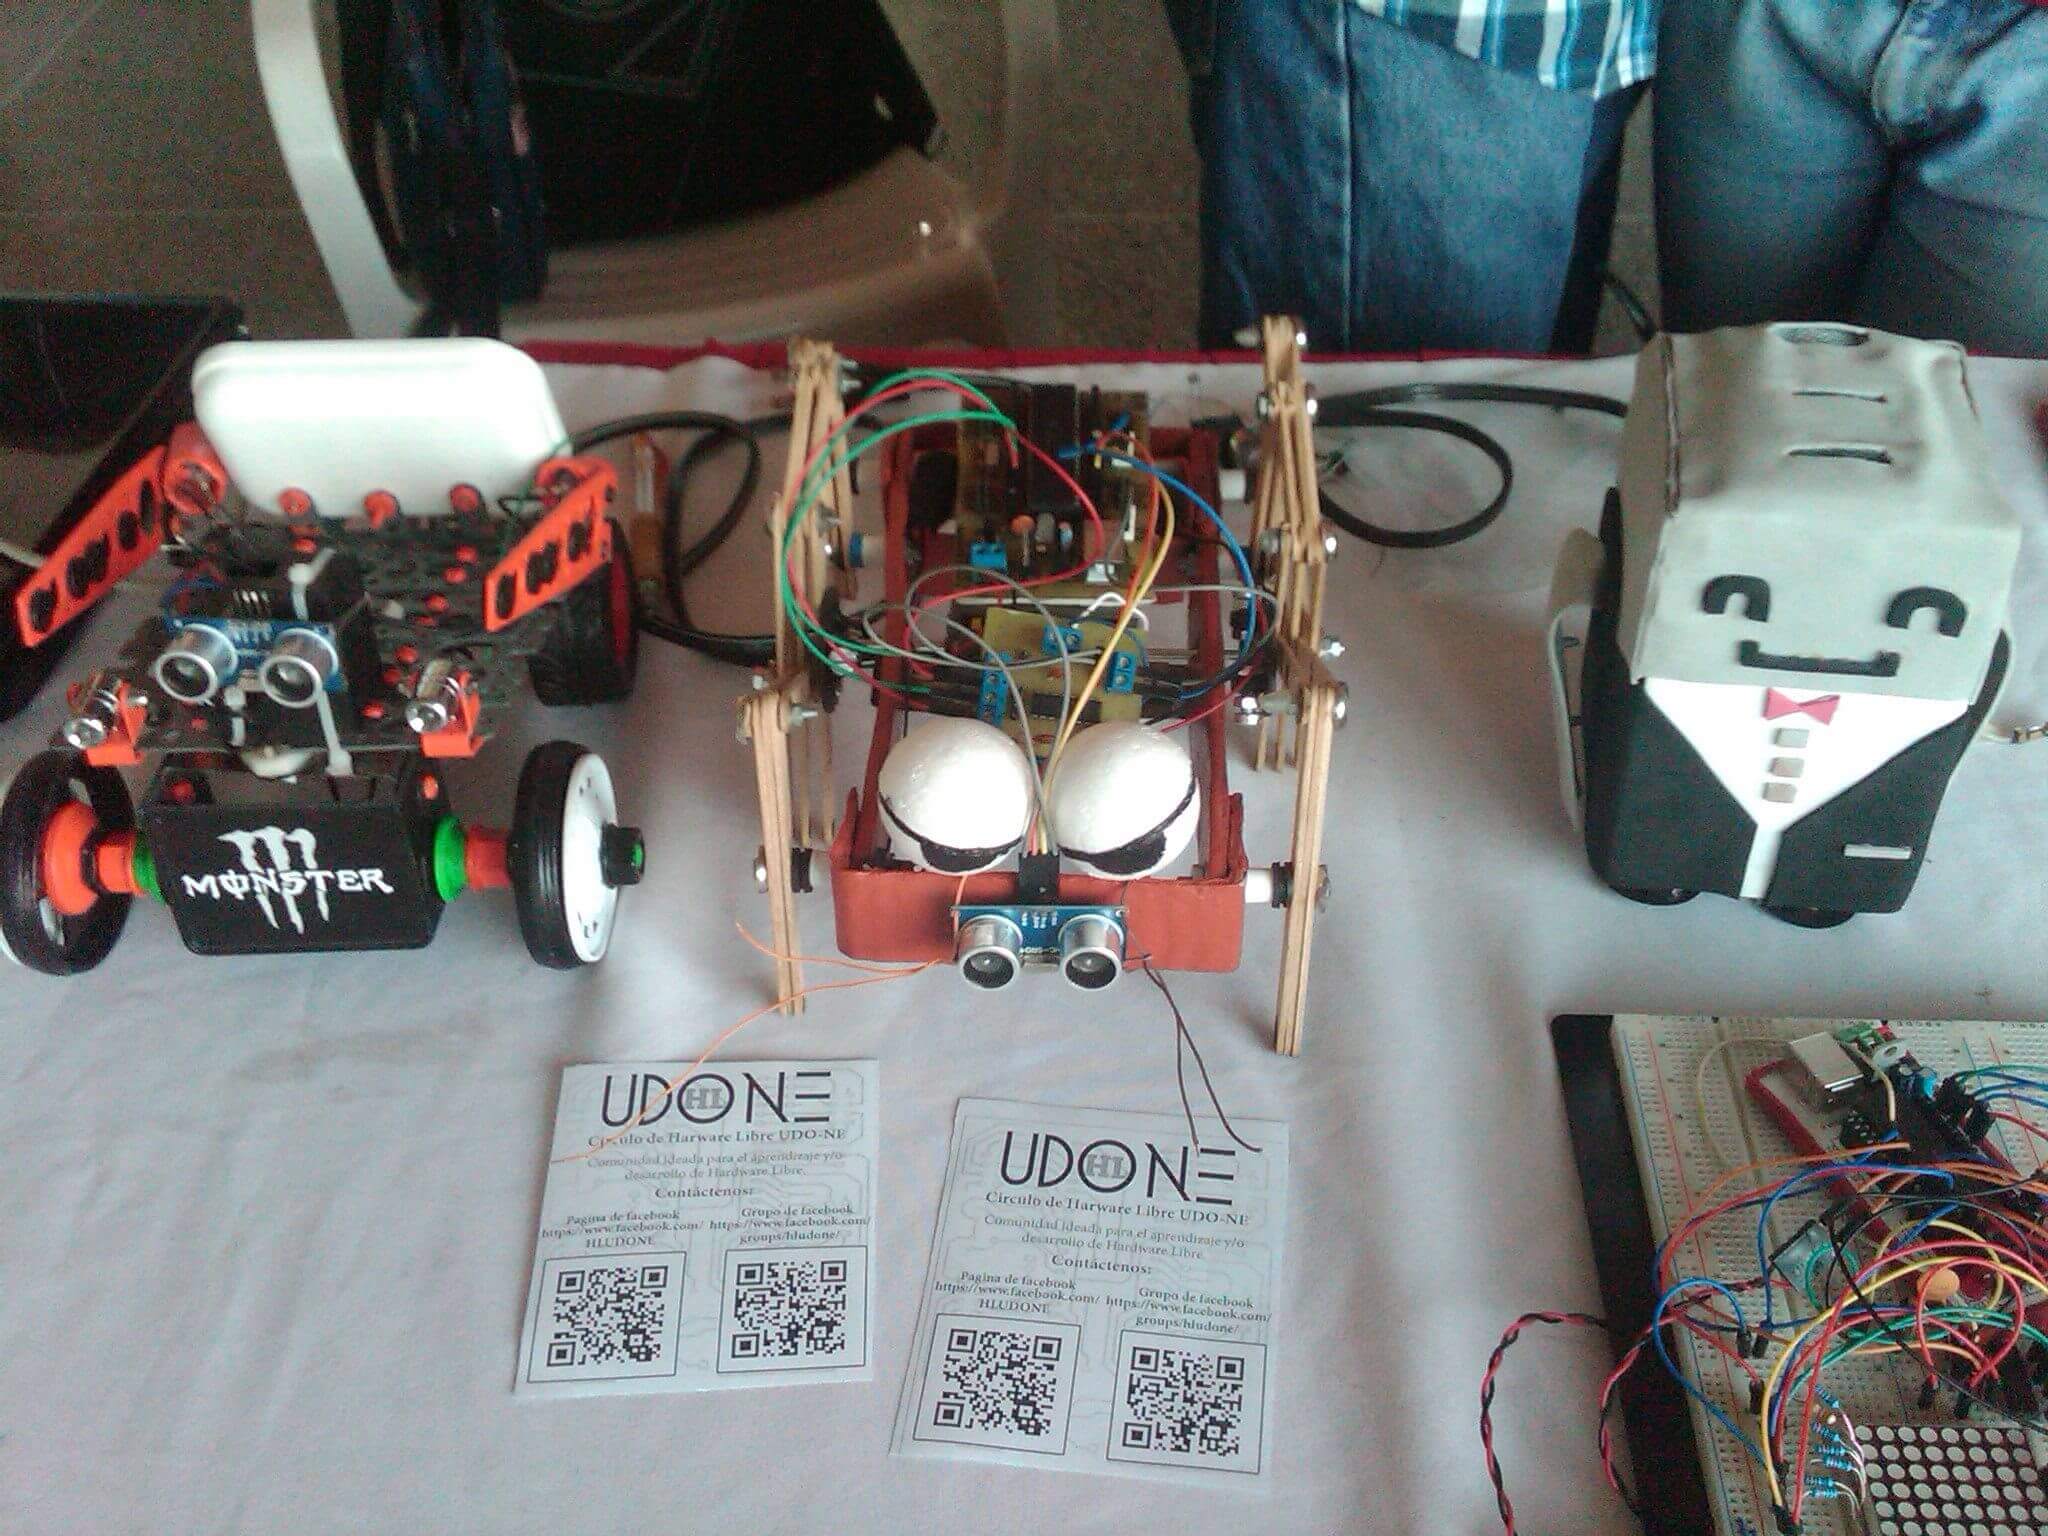 MONSTER
HC-SR04
UDONE
HL
Circulo de Harware Libre UDO-NE
Comunidad ideada para el aprendizaje y/o
desarrollo de Hardware Libre.
Contáctenos:
Pagina de facebook
https://www.facebook.com/
HLUDONE
Grupo de facebook
https://www.facebook.com/
groups/hludone/
UDONE
HL
Circulo de Harware Libre UDO-NE
Comunidad ideada para el aprendizaje y/o
desarrollo de Hardware Libre.
Contáctenos:
Pagina de facebook
https://www.facebook.com/
HLUDONE
Grupo de facebook
https://www.facebook.com/
groups/hludone/